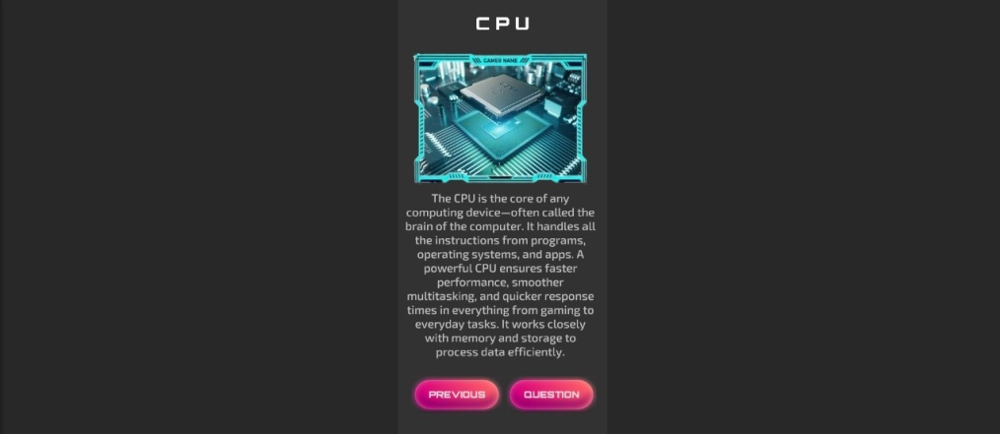 CPU
GAMER NAME
The CPU is the core of any
computing device—often called the
brain of the computer. It handles all
the instructions from programs,
operating systems, and apps. A
powerful CPU ensures faster
performance, smoother
multitasking, and quicker response
times in everything from gaming to
everyday tasks. It works closely
with memory and storage to
process data efficiently.
PREVIOUS
QUESTION